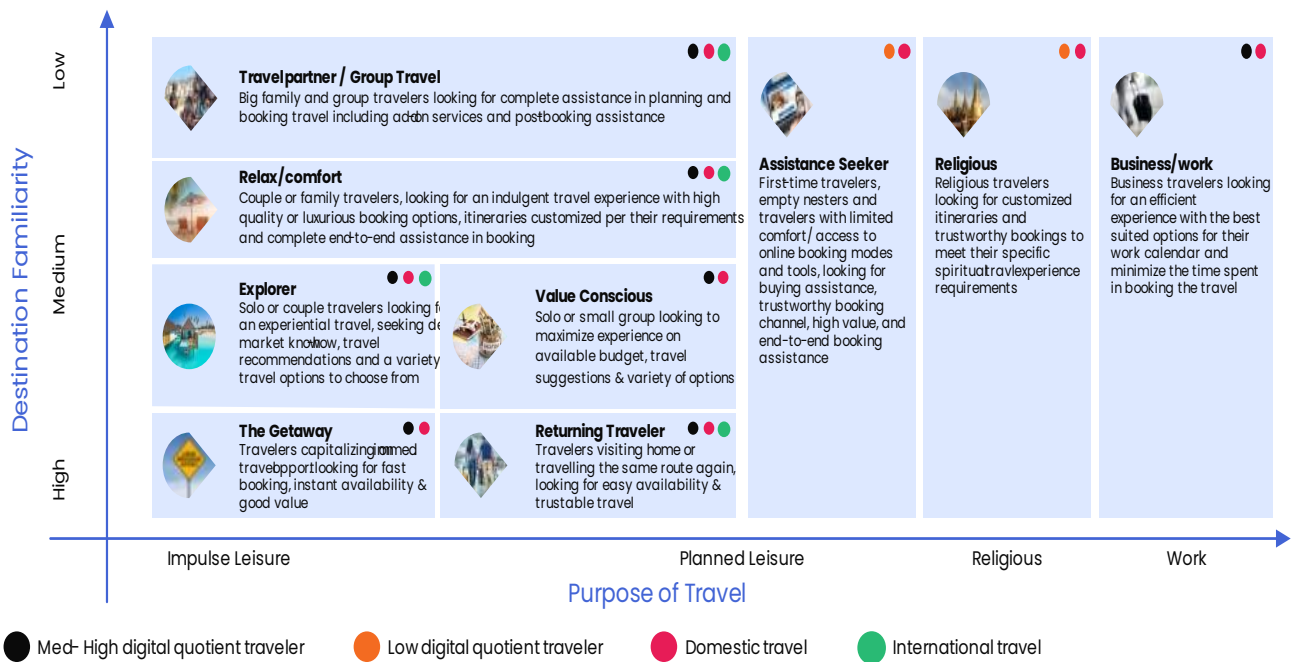 Low
Medium
High
Destination Familiarity
Travelpartner / Group Travel
Big family and group travelers looking for complete assistance in planning and
booking travel including add-on services and post-booking assistance
Relax/comfort
Couple or family travelers, looking for an indulgent travel experience with high
quality or luxurious booking options, itineraries customized per their requirements
and complete end-to-end assistance in booking
Explorer
Solo or couple travelers looking f
an experiential travel, seeking de
market know-how, travel
recommendations and a variety
travel options to choose from
Value Conscious
Solo or small group looking to
maximize experience on
available budget, travel
suggestions & variety of options
The Getaway
Travelers capitalizing
looking for fast
booking, instant availability &
good value
Returning Traveler
Travelers visiting home or
travelling the same route again,
looking for easy availability &
trustable travel
Assistance Seeker
First-time travelers,
empty nesters and
travelers with limited
comfort/ access to
online booking modes
and tools, looking for
buying assistance,
trustworthy booking
channel, high value, and
end-to-end booking
assistance
Religious
Religious travelers
looking for customized
itineraries and
trustworthy bookings to
meet their specific
spiritual travlexperience
requirements
Business/work
Business travelers looking
for an efficient
experience with the best
suited options for their
work calendar and
minimize the time spent
in booking the travel
Impulse Leisure
Planned Leisure
Religious
Work
Purpose of Travel
Med- High digital quotient traveler
Low digital quotient traveler
Domestic travel
International travel